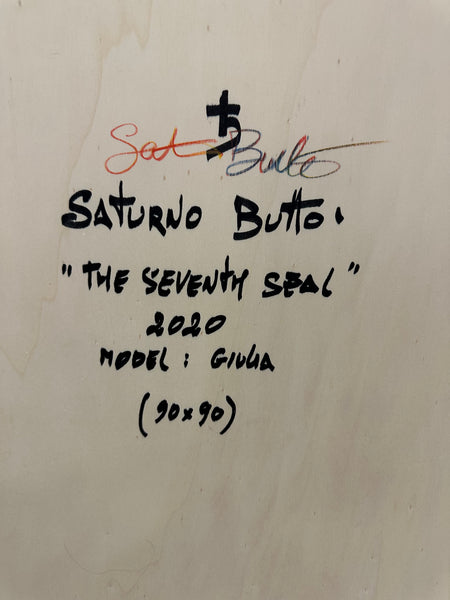 ♄
Sat. Butto
SATURNO BUTTO.
"THE SEVENTH SEAL"
2020
MODEL : GIULIA
(90x90)